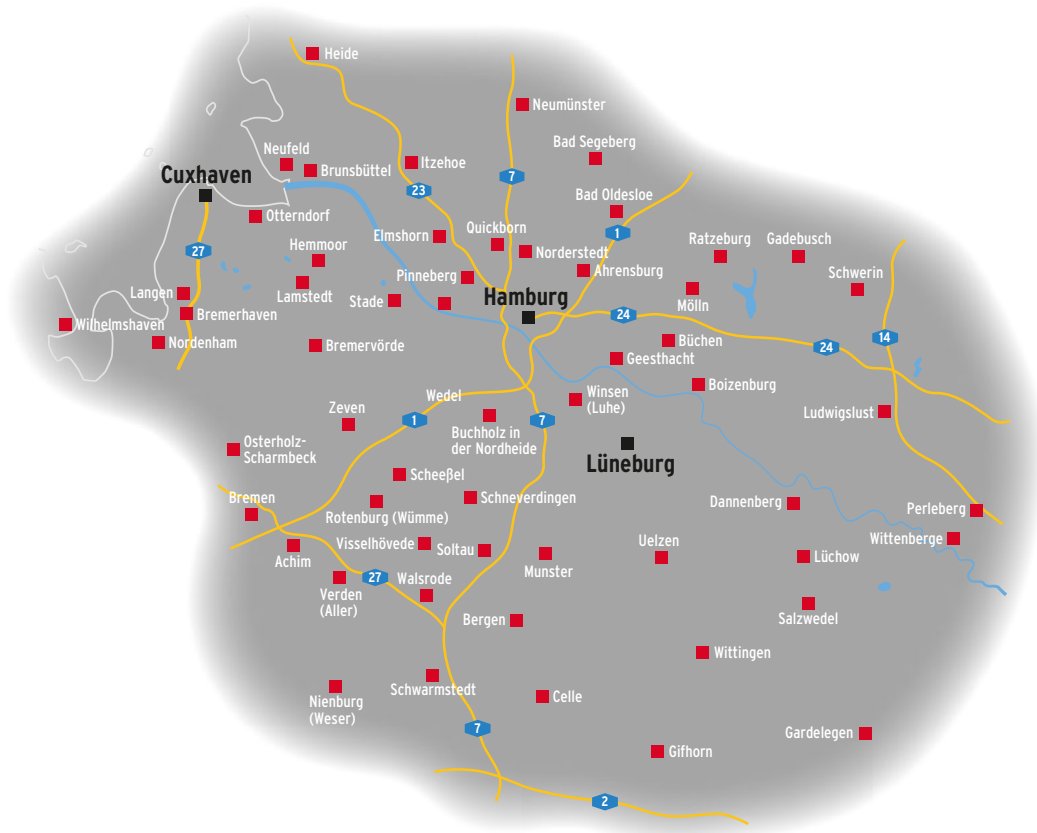 Heide
Neumünster
Bad Segeberg
Neufeld
Itzehoe
Brunsbüttel
Cuxhaven
7
23
Bad Oldesloe
Otterndorf
Quickborn
Elmshorn
1
Hemmoor
Norderstedt
Ratzeburg
Gadebusch
27
Ahrensburg
Schwerin
Pinneberg
Langen
Lamstedt
Stade
Hamburg
Mölln
Bremerhaven
24
Wilhelmshaven
Nordenham
Bremervörde
Büchen
24
14
Geesthacht
Boizenburg
Wedel
Winsen
(Luhe)
Zeven
1
7
Ludwigslust
Buchholz in
der Nordheide
Osterholz-
Scharmbeck
Lüneburg
Scheeßel
Bremen
Schneverdingen
Dannenberg
Perleberg
Rotenburg (Wümme)
Wittenberge
Visselhövede
Soltau
Uelzen
Achim
Munster
Lüchow
27
Walsrode
Verden
(Aller)
Bergen
Salzwedel
Wittingen
Schwarmstedt
Celle
Nienburg
(Weser)
7
Gardelegen
Gifhorn
2